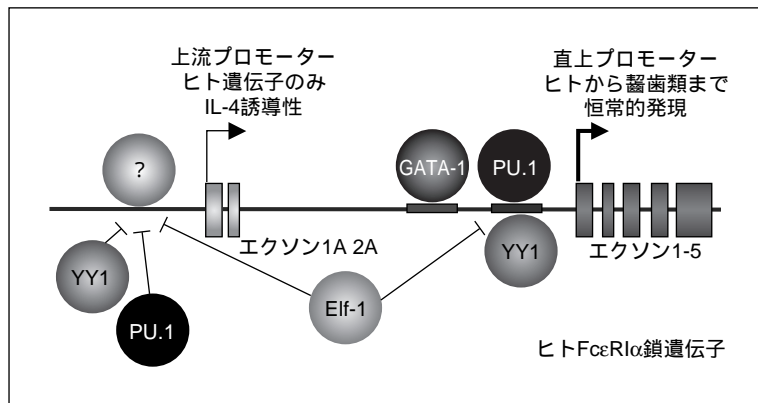 上流プロモーター
ヒト遺伝子のみ
IL-4誘導性
直上プロモーター
ヒトから齧歯類まで
恒常的発現
?
GATA-1
PU.1
エクソン1A 2A
YY1
エクソン1-5
YY1
Elf-1
PU.1
ヒトFcεRIα鎖遺伝子